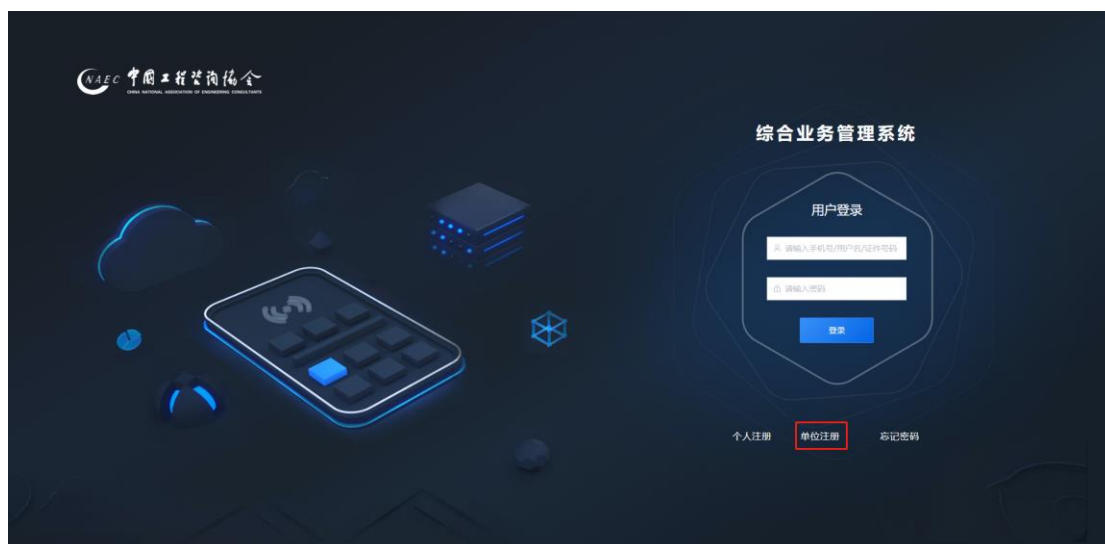 NAEC 中国工程咨询协会
CHINA NATIONAL ASSOCIATION OF ENGINEERING CONSULTANTS
综合业务管理系统
用户登录
请输入手机号/用户名/证件号码
请输入密码
登录
个人注册 单位注册 忘记密码